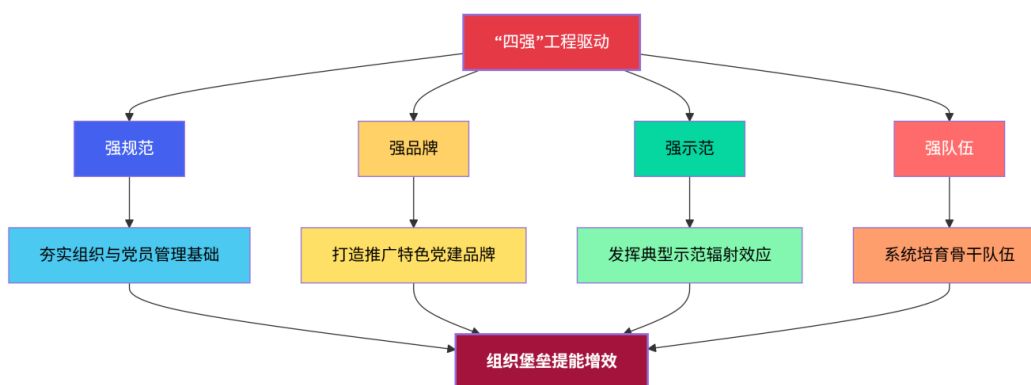 “四强”工程驱动
强规范
强品牌
强示范
强队伍
夯实组织与党员管理基础
打造推广特色党建品牌
发挥典型示范辐射效应
系统培育骨干队伍
组织堡垒提能增效